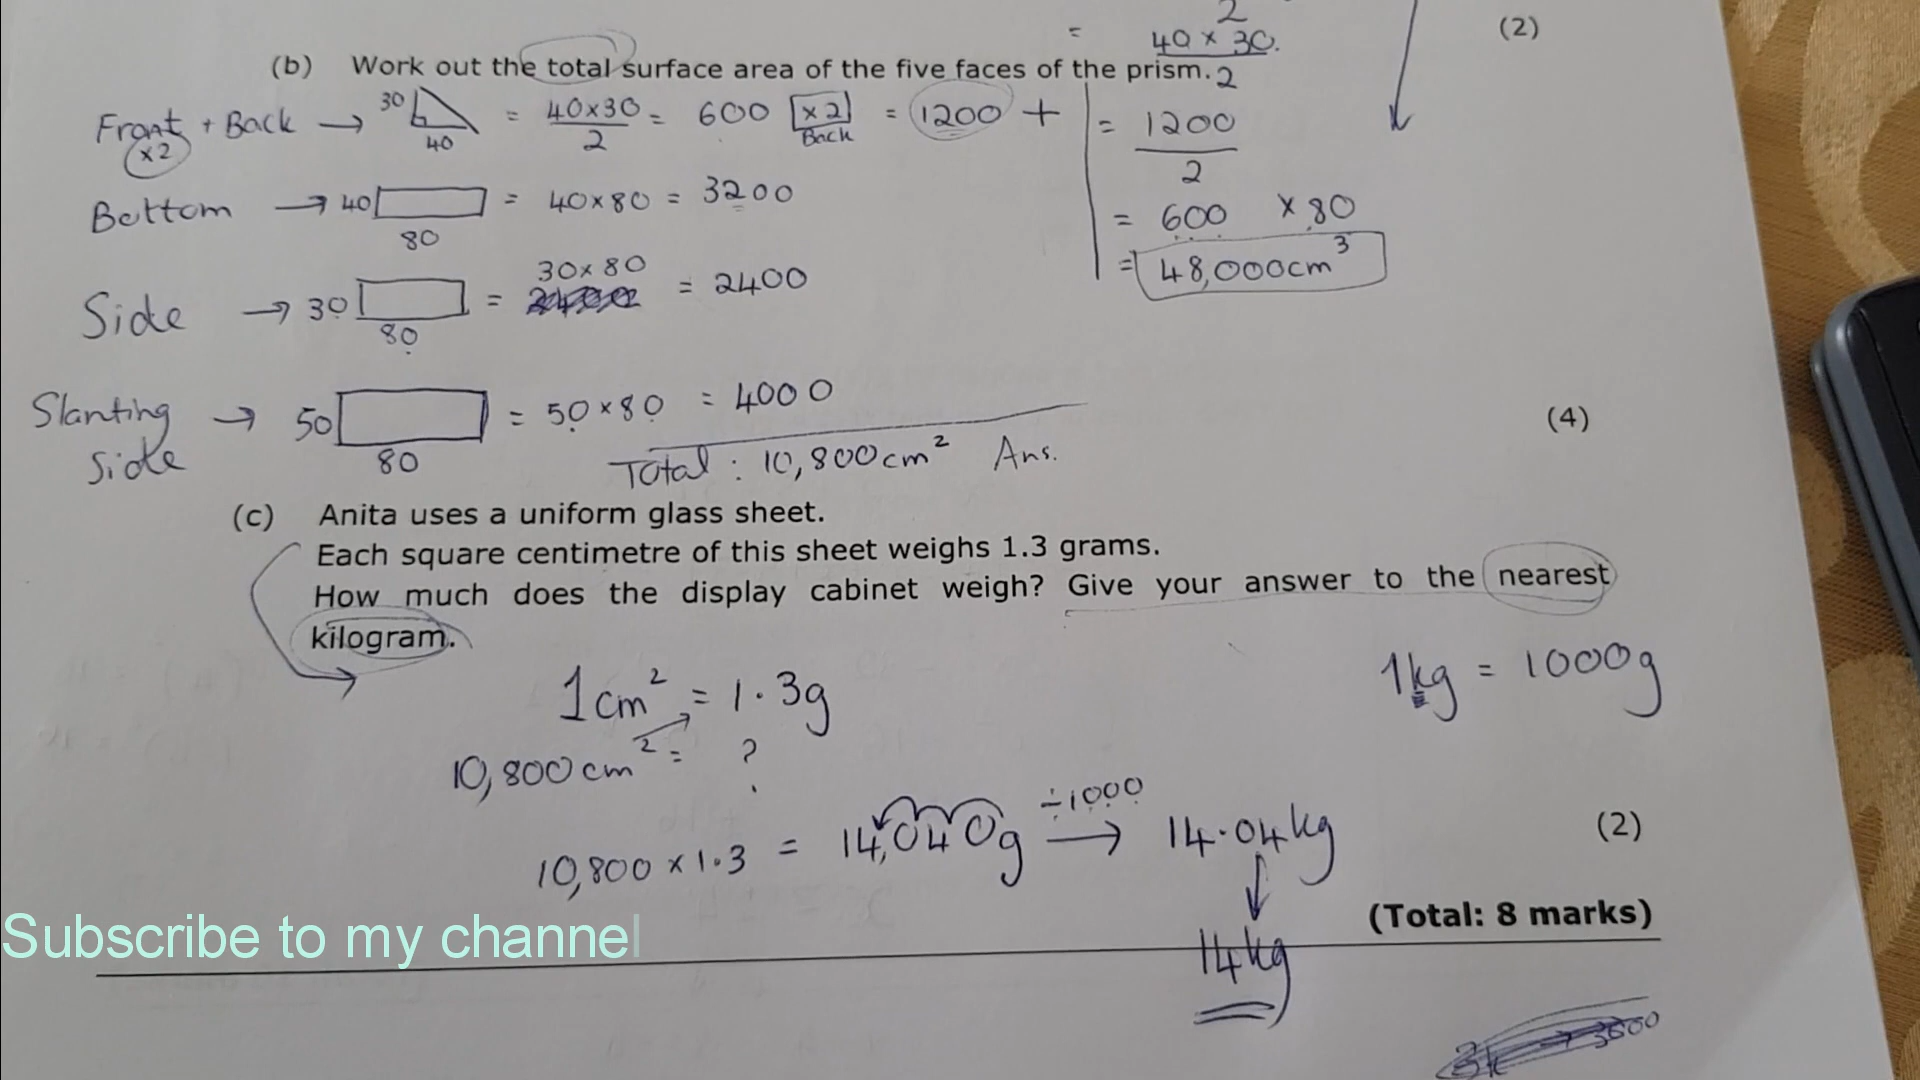 2
= 40 × 30.
2
(2)
(b) Work out the total surface area of the five faces of the prism.
Front + Back → 30 40 = 40×30 / 2 = 600 ×2 Back = 1200 +
×2
= 1200
2
Bottom → 40 80 = 40×80 = 3200
= 600 × 80
= 48,000cm³
Side → 30 80 = 30×80 = 2400
Slanting side → 50 80 = 50×80 = 4000
(4)
Total : 10,800cm² Ans.
(c) Anita uses a uniform glass sheet.
Each square centimetre of this sheet weighs 1.3 grams.
How much does the display cabinet weigh? Give your answer to the nearest
kilogram.
1cm² = 1.3g
1kg = 1000g
10,800cm² = ?
10,800 × 1.3 = 14,040g ÷1000 → 14.04kg
(2)
14kg
(Total: 8 marks)
Subscribe to my channel